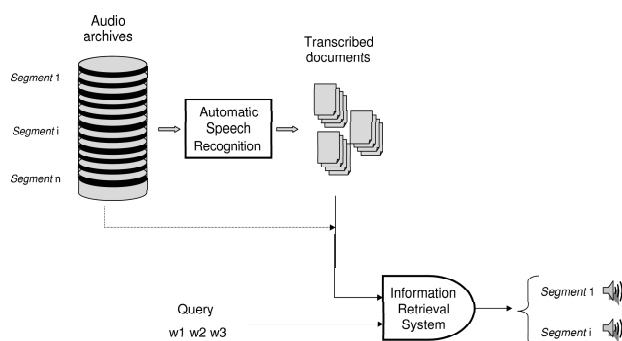 Audio
archives
Transcribed
documents
Segment 1
Segment i
Segment n
Automatic
Speech
Recognition
Information
Retrieval
System
Query
w1 w2 w3
Segment 1
Segment i